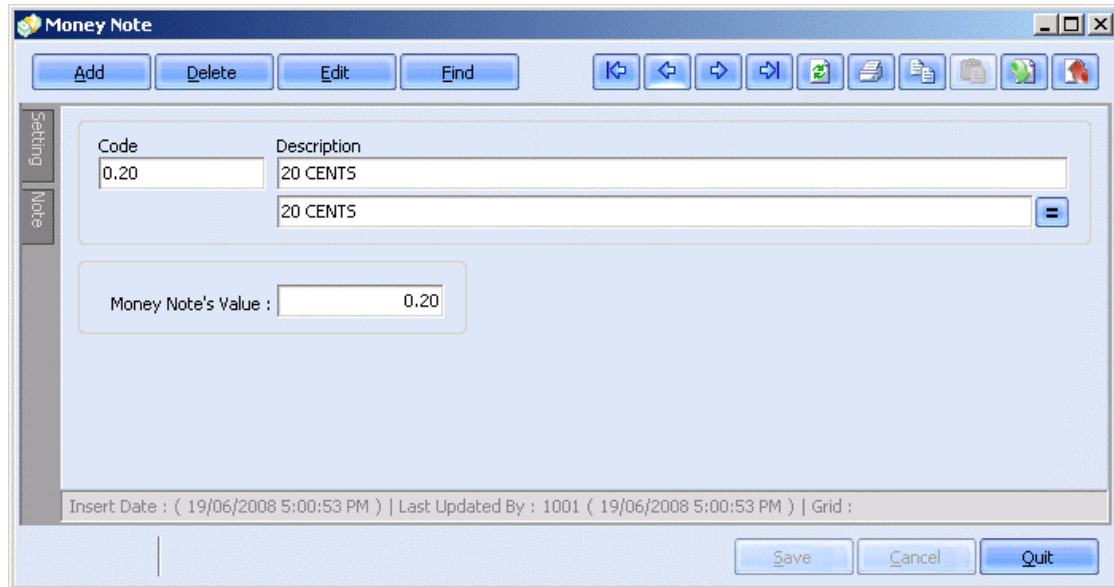 Money Note
Add Delete Edit Find
Setting
Note
Code Description
0.20 20 CENTS
20 CENTS =
Money Note's Value : 0.20
Insert Date : ( 19/06/2008 5:00:53 PM ) | Last Updated By : 1001 ( 19/06/2008 5:00:53 PM ) | Grid :
Save Cancel Quit